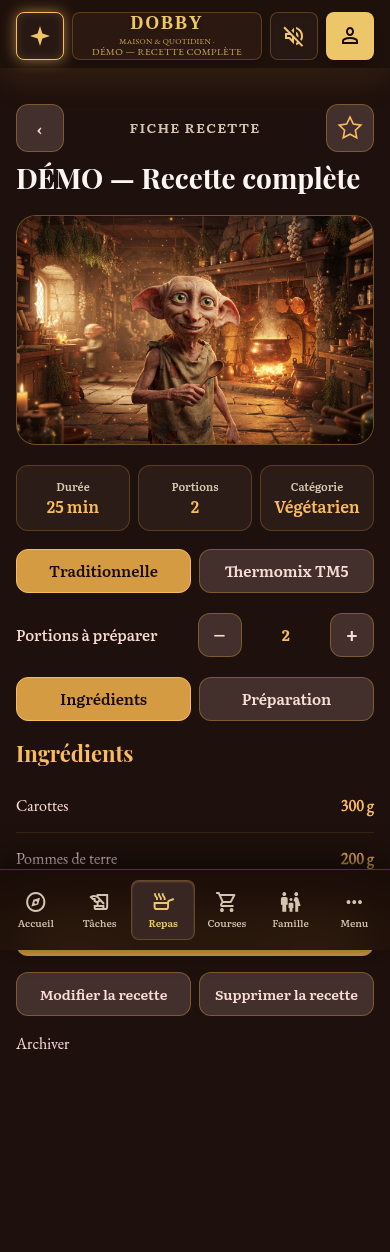 DOBBY
MAISON & QUOTIDIEN ·
DÉMO — RECETTE COMPLÈTE
‹
FICHE RECETTE
DÉMO — Recette complète
Durée
25 min
Portions
2
Catégorie
Végétarien
Traditionnelle
Thermomix TM5
Portions à préparer
−
2
+
Ingrédients
Préparation
Ingrédients
Carottes
300 g
Pommes de terre
200 g
Accueil
Tâches
Repas
Courses
Famille
Menu
Modifier la recette
Supprimer la recette
Archiver